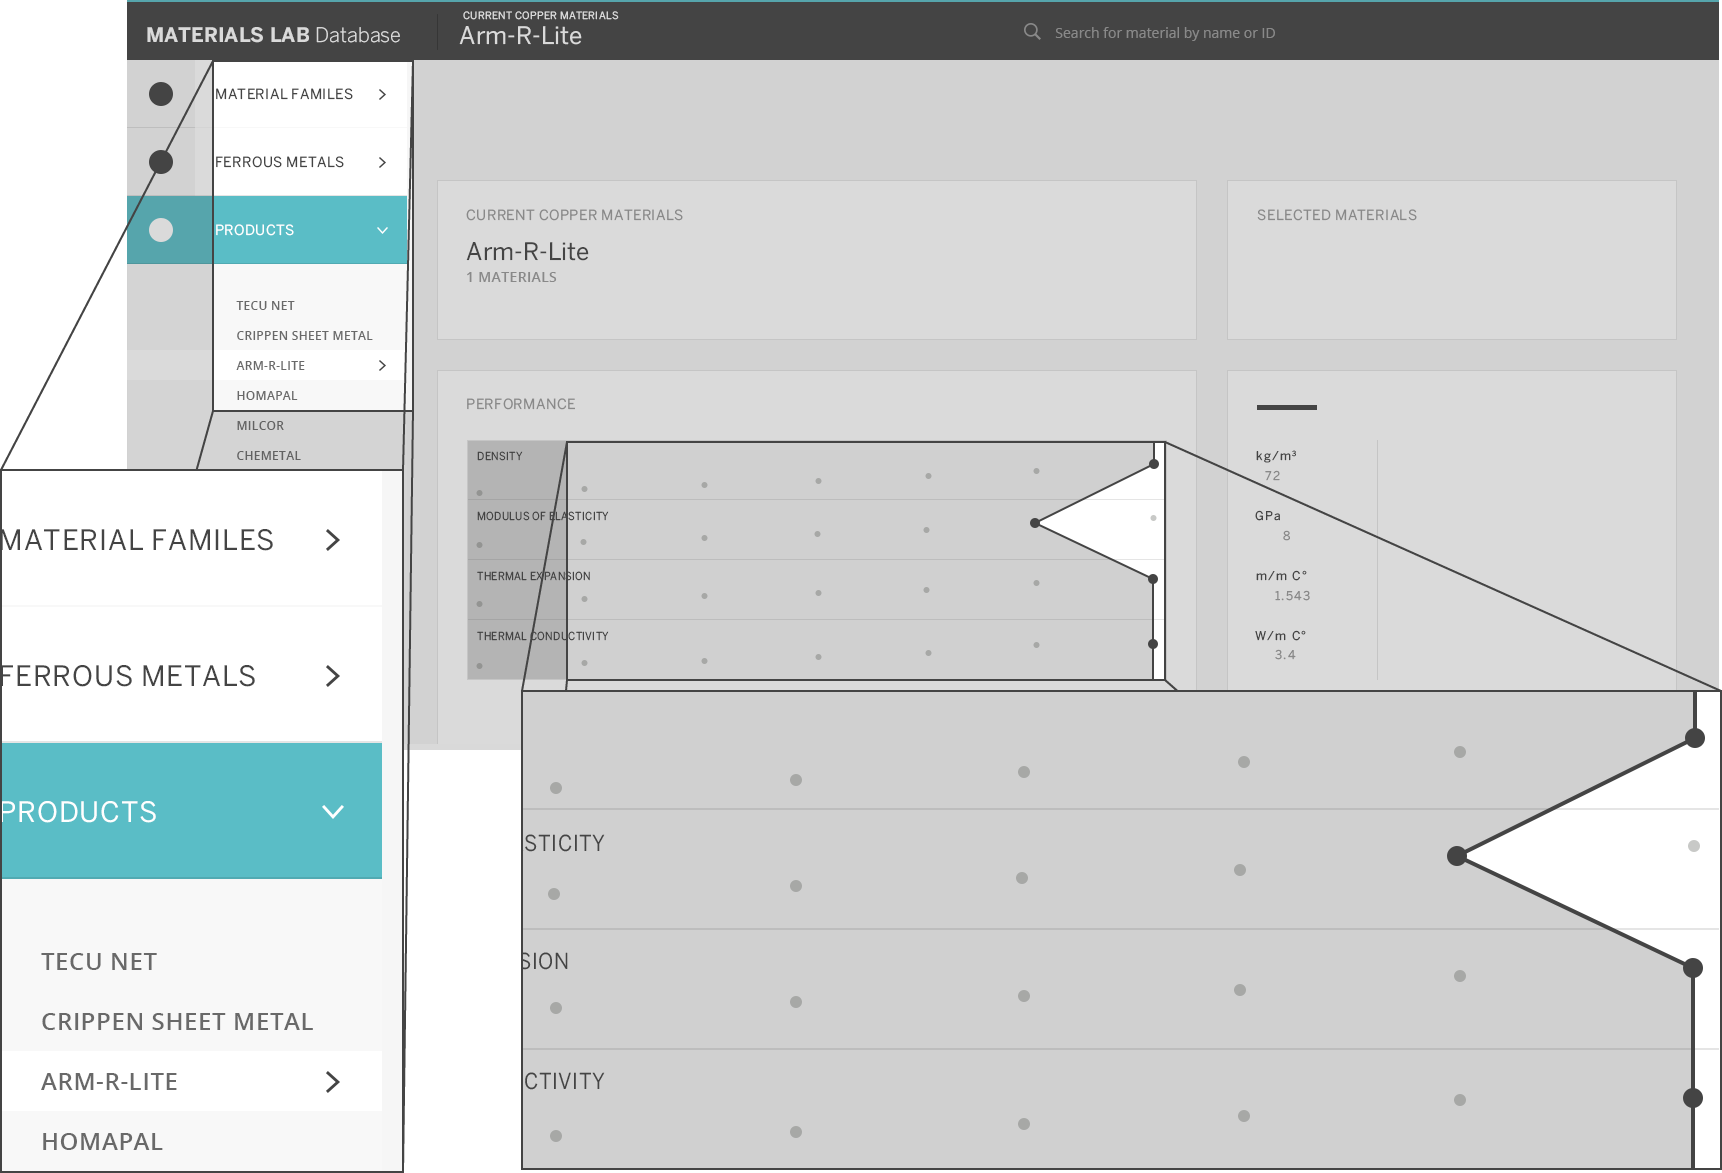 CURRENT COPPER MATERIALS
MATERIALS LAB Database
Arm-R-Lite
Search for material by name or ID
MATERIAL FAMILES
FERROUS METALS
PRODUCTS
TECU NET
CRIPPEN SHEET METAL
ARM-R-LITE
HOMAPAL
MILCOR
CHEMETAL
CURRENT COPPER MATERIALS
Arm-R-Lite
1 MATERIALS
SELECTED MATERIALS
PERFORMANCE
DENSITY
MODULUS OF ELASTICITY
THERMAL EXPANSION
THERMAL CONDUCTIVITY
kg/m³
72
GPa
8
m/m C°
1.543
W/m C°
3.4
MATERIAL FAMILES
FERROUS METALS
PRODUCTS
TECU NET
CRIPPEN SHEET METAL
ARM-R-LITE
HOMAPAL
STICITY
SION
CTIVITY